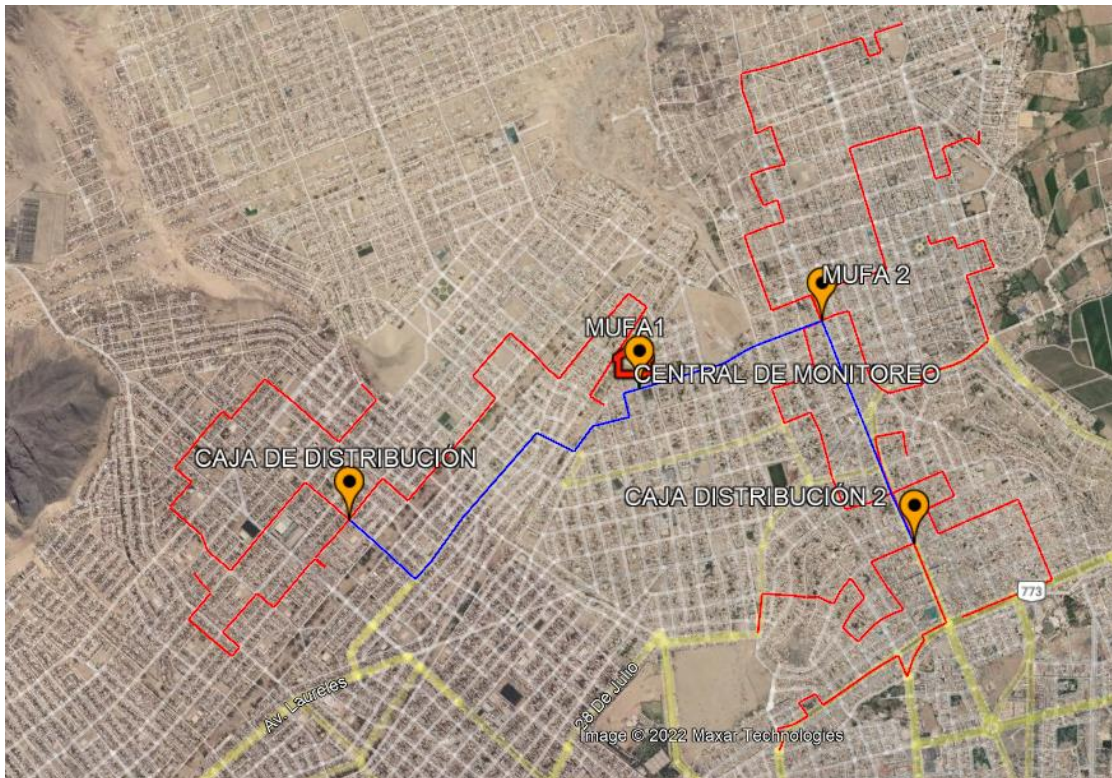 MUFA 2
MUFA1
CENTRAL DE MONITOREO
CAJA DE DISTRIBUCIÓN
CAJA DISTRIBUCIÓN 2
773
Av. Lauretes
28 De Julio
Image © 2022 Maxar Technologies